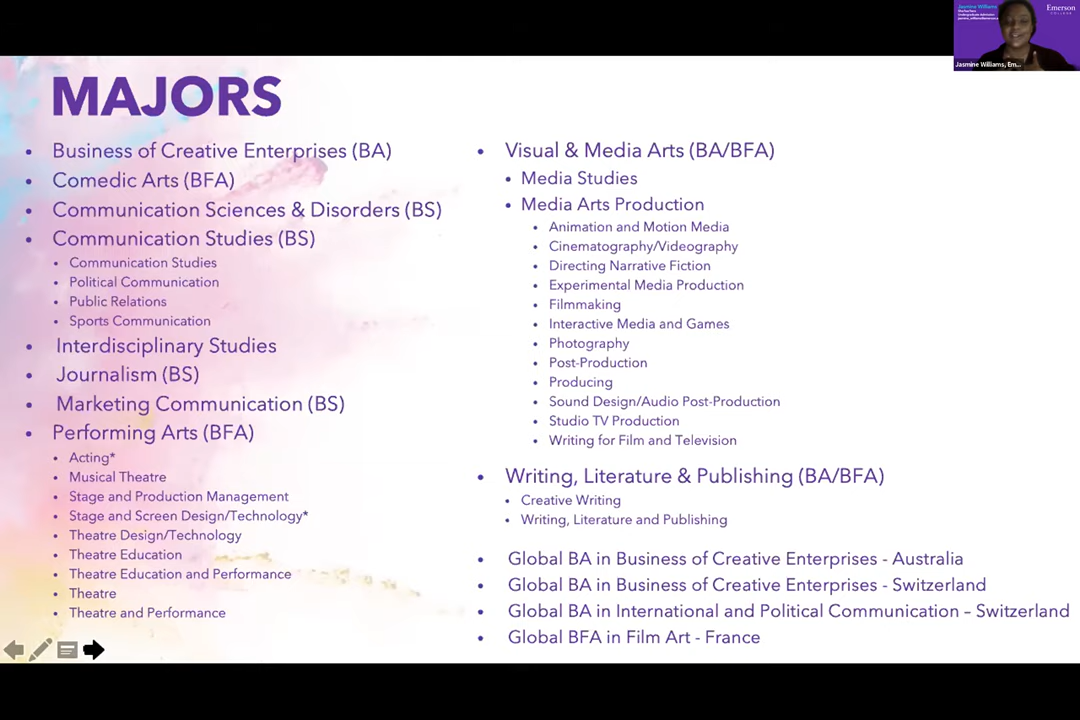 MAJORS
Business of Creative Enterprises (BA)
Comedic Arts (BFA)
Communication Sciences & Disorders (BS)
Communication Studies (BS)
Communication Studies
Political Communication
Public Relations
Sports Communication
Interdisciplinary Studies
Journalism (BS)
Marketing Communication (BS)
Performing Arts (BFA)
Acting*
Musical Theatre
Stage and Production Management
Stage and Screen Design/Technology*
Theatre Design/Technology
Theatre Education
Theatre Education and Performance
Theatre
Theatre and Performance
Visual & Media Arts (BA/BFA)
Media Studies
Media Arts Production
Animation and Motion Media
Cinematography/Videography
Directing Narrative Fiction
Experimental Media Production
Filmmaking
Interactive Media and Games
Photography
Post-Production
Producing
Sound Design/Audio Post-Production
Studio TV Production
Writing for Film and Television
Writing, Literature & Publishing (BA/BFA)
Creative Writing
Writing, Literature and Publishing
Global BA in Business of Creative Enterprises - Australia
Global BA in Business of Creative Enterprises - Switzerland
Global BA in International and Political Communication – Switzerland
Global BFA in Film Art - France
Jasmine Williams
Undergraduate Admission
Emerson
COLLEGE
Jasmine Williams, Em...